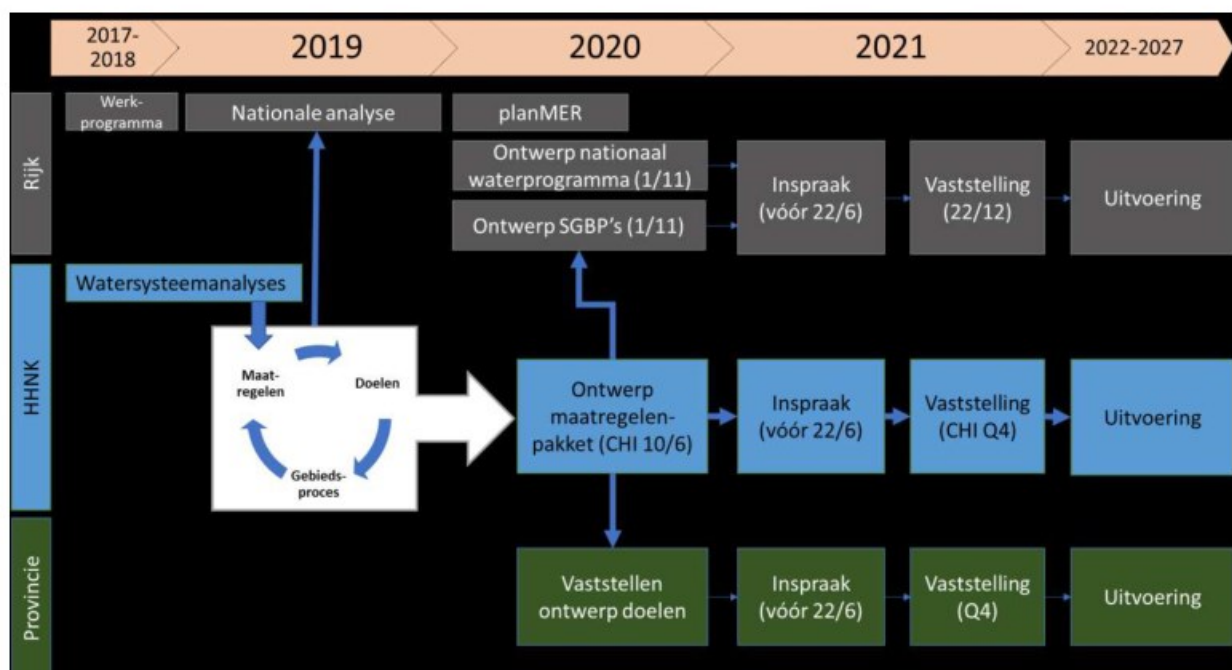 2017-
2018
2019
2020
2021
2022-2027
Rijk
Werk-
programma
Nationale analyse
planMER
Ontwerp nationaal
waterprogramma (1/11)
Ontwerp SGBP's (1/11)
Inspraak
(vóór 22/6)
Vaststelling
(22/12)
Uitvoering
HHNK
Watersysteemanalyses
Maat-
regelen
Doelen
Gebieds-
proces
Ontwerp
maatregelen-
pakket (CHI 10/6)
Inspraak
(vóór 22/6)
Vaststelling
(CHI Q4)
Uitvoering
Provincie
Vaststellen
ontwerp doelen
Inspraak
(vóór 22/6)
Vaststelling
(Q4)
Uitvoering